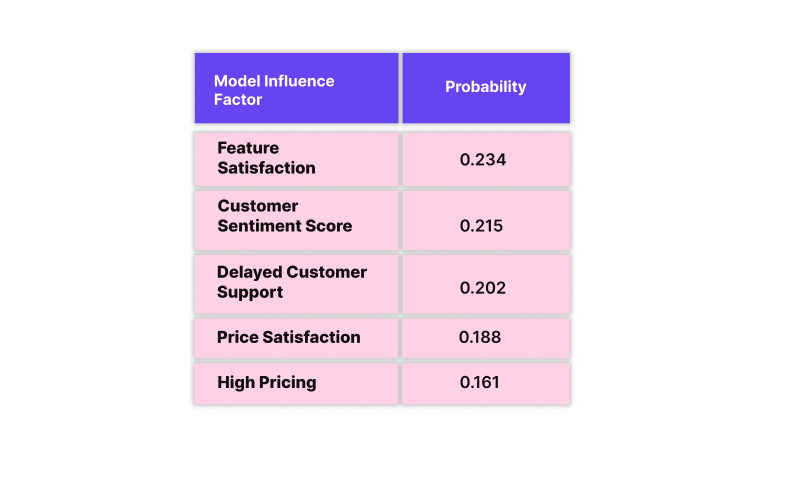 Model Influence
Factor
Probability
Feature
Satisfaction
0.234
Customer
Sentiment Score
0.215
Delayed Customer
Support
0.202
Price Satisfaction
0.188
High Pricing
0.161